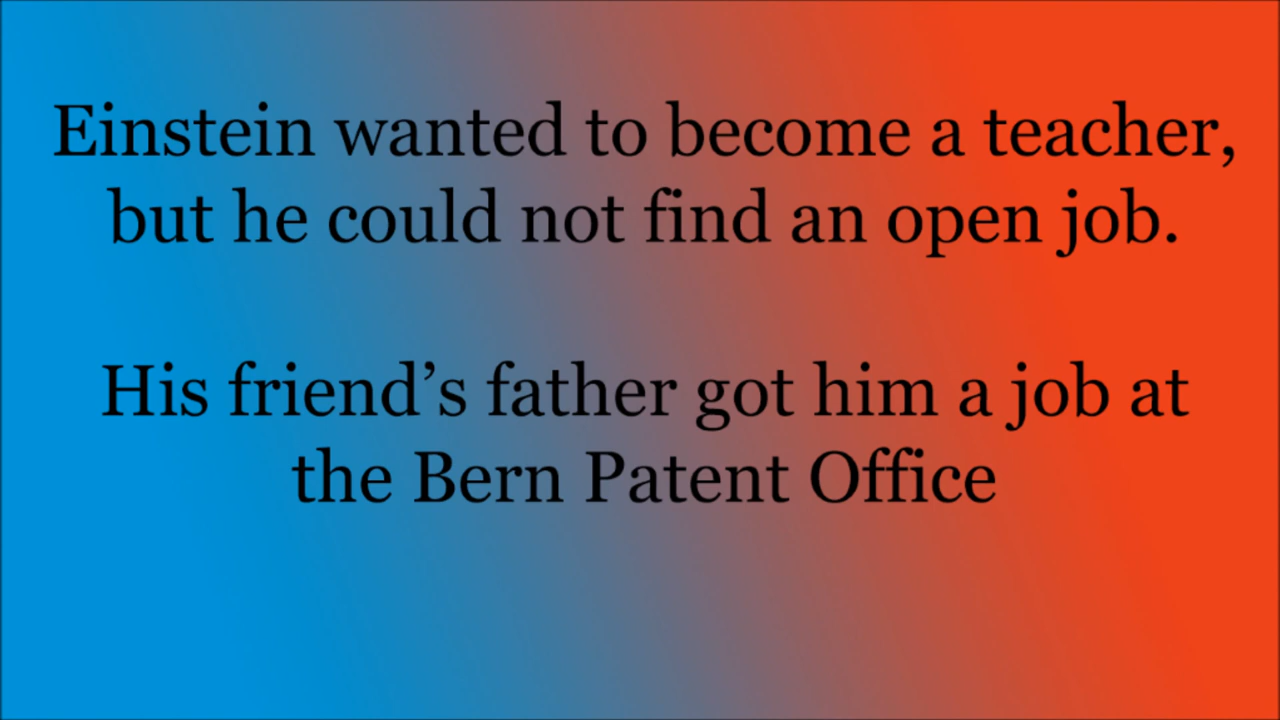 Einstein wanted to become a teacher,
but he could not find an open job.
His friend’s father got him a job at
the Bern Patent Office